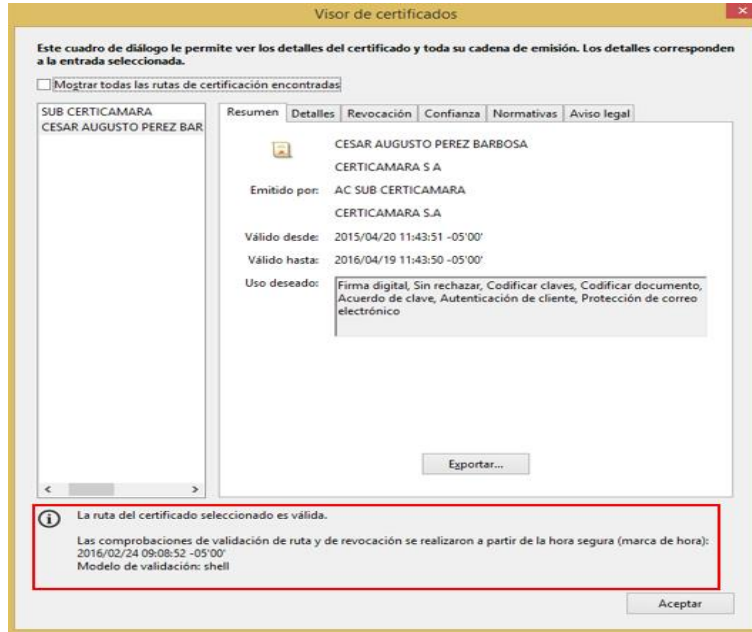 Visor de certificados
Este cuadro de diálogo le permite ver los detalles del certificado y toda su cadena de emisión. Los detalles corresponden
a la entrada seleccionada.
Mostrar todas las rutas de certificación encontradas
SUB CERTICAMARA
CESAR AUGUSTO PEREZ BAR
Resumen Detalles Revocación Confianza Normativas Aviso legal
CESAR AUGUSTO PEREZ BARBOSA
CERTICAMARA S A
Emitido por: AC SUB CERTICAMARA
CERTICAMARA S.A
Válido desde: 2015/04/20 11:43:51 -05'00'
Válido hasta: 2016/04/19 11:43:50 -05'00'
Uso deseado: Firma digital, Sin rechazar, Codificar claves, Codificar documento,
Acuerdo de clave, Autenticación de cliente, Protección de correo
electrónico
Exportar...
La ruta del certificado seleccionado es válida.
Las comprobaciones de validación de ruta y de revocación se realizaron a partir de la hora segura (marca de hora):
2016/02/24 09:08:52 -05'00'
Modelo de validación: shell
Aceptar